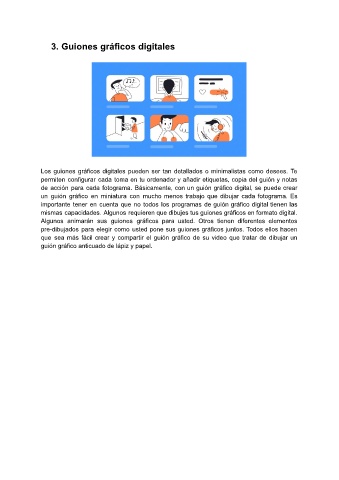 3. Guiones gráficos digitales
Los guiones gráficos digitales pueden ser tan detallados o minimalistas como desees. Te
permiten configurar cada toma en tu ordenador y añadir etiquetas, copia del guión y notas
de acción para cada fotograma. Básicamente, con un guión gráfico digital, se puede crear
un guión gráfico en miniatura con mucho menos trabajo que dibujar cada fotograma. Es
importante tener en cuenta que no todos los programas de guión gráfico digital tienen las
mismas capacidades. Algunos requieren que dibujes tus guiones gráficos en formato digital.
Algunos animarán sus guiones gráficos para usted. Otros tienen diferentes elementos
pre-dibujados para elegir como usted pone sus guiones gráficos juntos. Todos ellos hacen
que sea más fácil crear y compartir el guión gráfico de su video que tratar de dibujar un
guión gráfico anticuado de lápiz y papel.